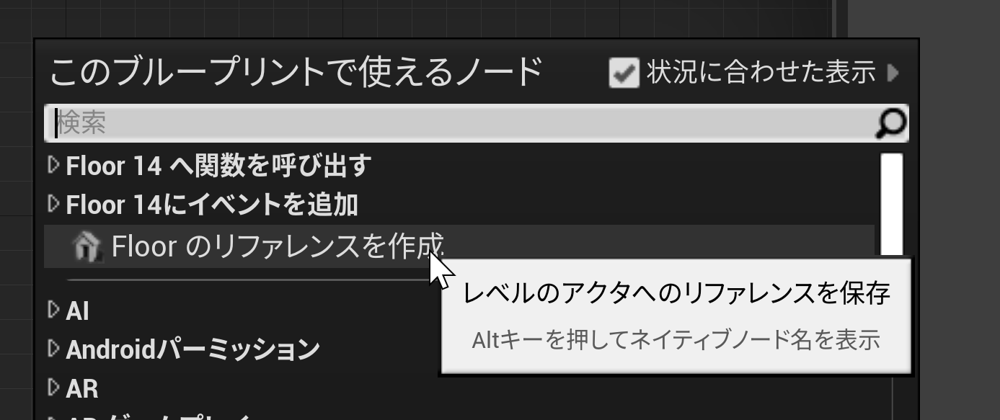 このブループリントで使えるノード
状況に合わせた表示
検索
Floor 14 へ関数を呼び出す
Floor 14にイベントを追加
Floor のリファレンスを作成
レベルのアクタへのリファレンスを保存
Altキーを押してネイティブノード名を表示
AI
Androidパーミッション
AR